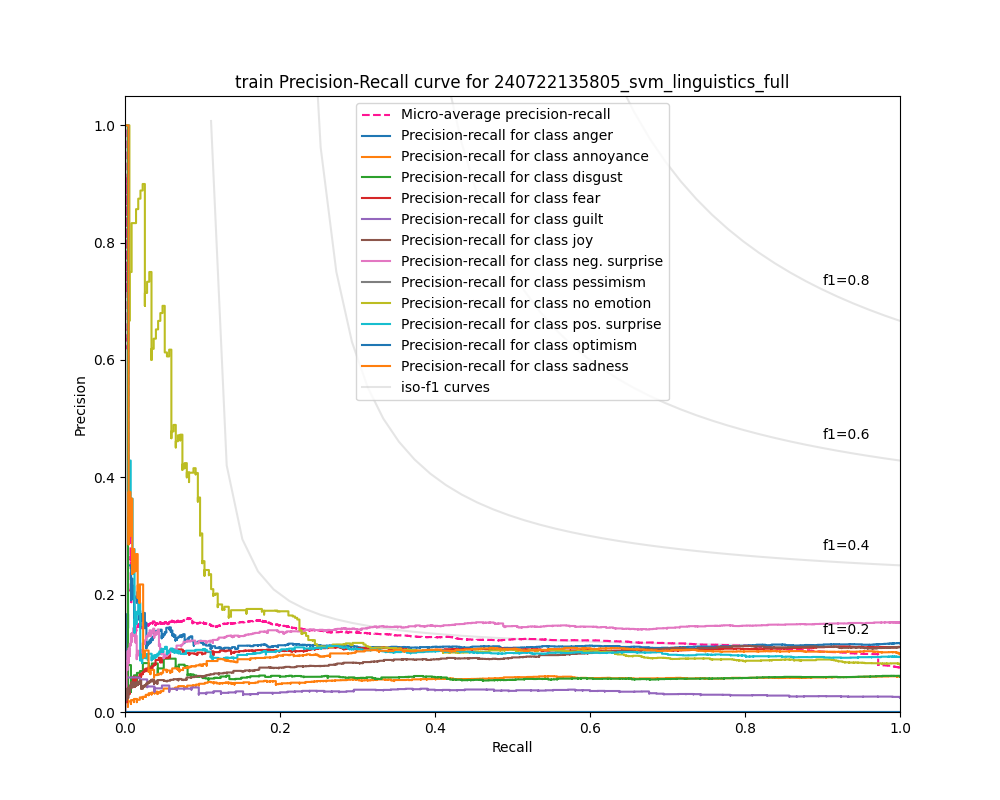 train Precision-Recall curve for 240722135805_svm_linguistics_full
Micro-average precision-recall
Precision-recall for class anger
Precision-recall for class annoyance
Precision-recall for class disgust
Precision-recall for class fear
Precision-recall for class guilt
Precision-recall for class joy
Precision-recall for class neg. surprise
Precision-recall for class pessimism
Precision-recall for class no emotion
Precision-recall for class pos. surprise
Precision-recall for class optimism
Precision-recall for class sadness
iso-f1 curves
f1=0.8
f1=0.6
f1=0.4
f1=0.2
1.0
0.8
0.6
0.4
0.2
0.0
Precision
0.0 0.2 0.4 0.6 0.8 1.0
Recall